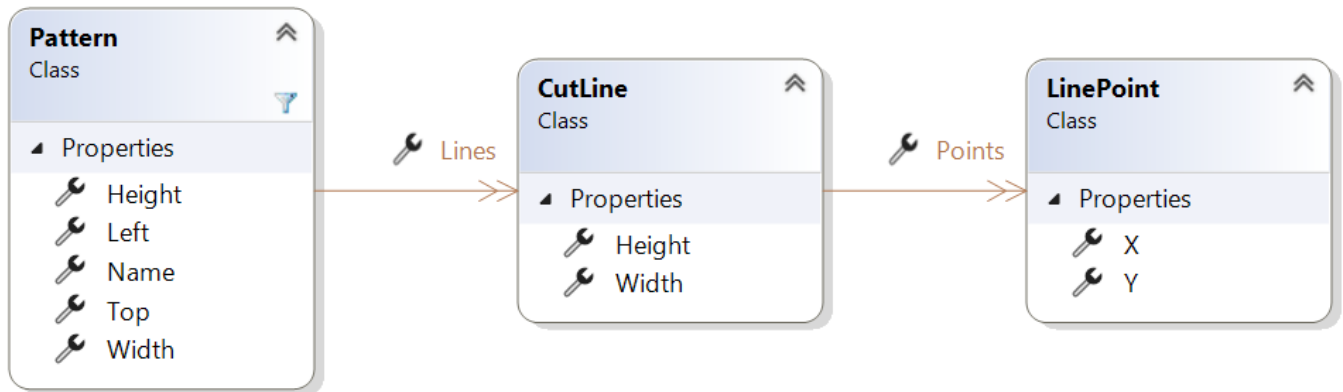 Pattern
Class
Properties
Height
Left
Name
Top
Width
Lines
CutLine
Class
Properties
Height
Width
Points
LinePoint
Class
Properties
X
Y